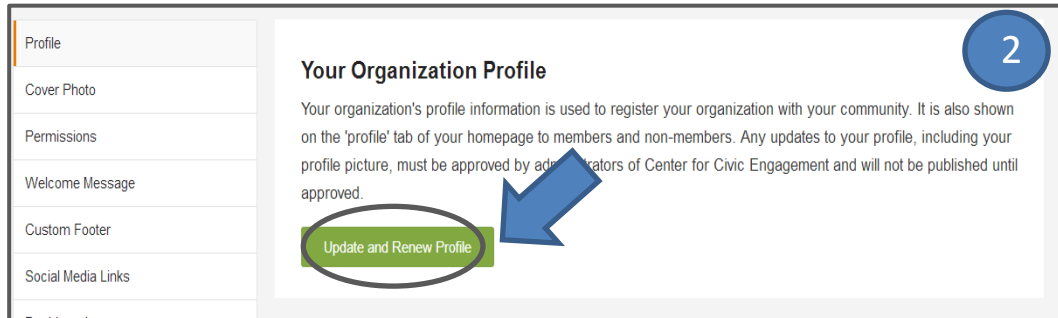 Profile
Cover Photo
Permissions
Welcome Message
Custom Footer
Social Media Links
2
Your Organization Profile
Your organization's profile information is used to register your organization with your community. It is also shown
on the 'profile' tab of your homepage to members and non-members. Any updates to your profile, including your
profile picture, must be approved by administrators of Center for Civic Engagement and will not be published until
approved.
Update and Renew Profile